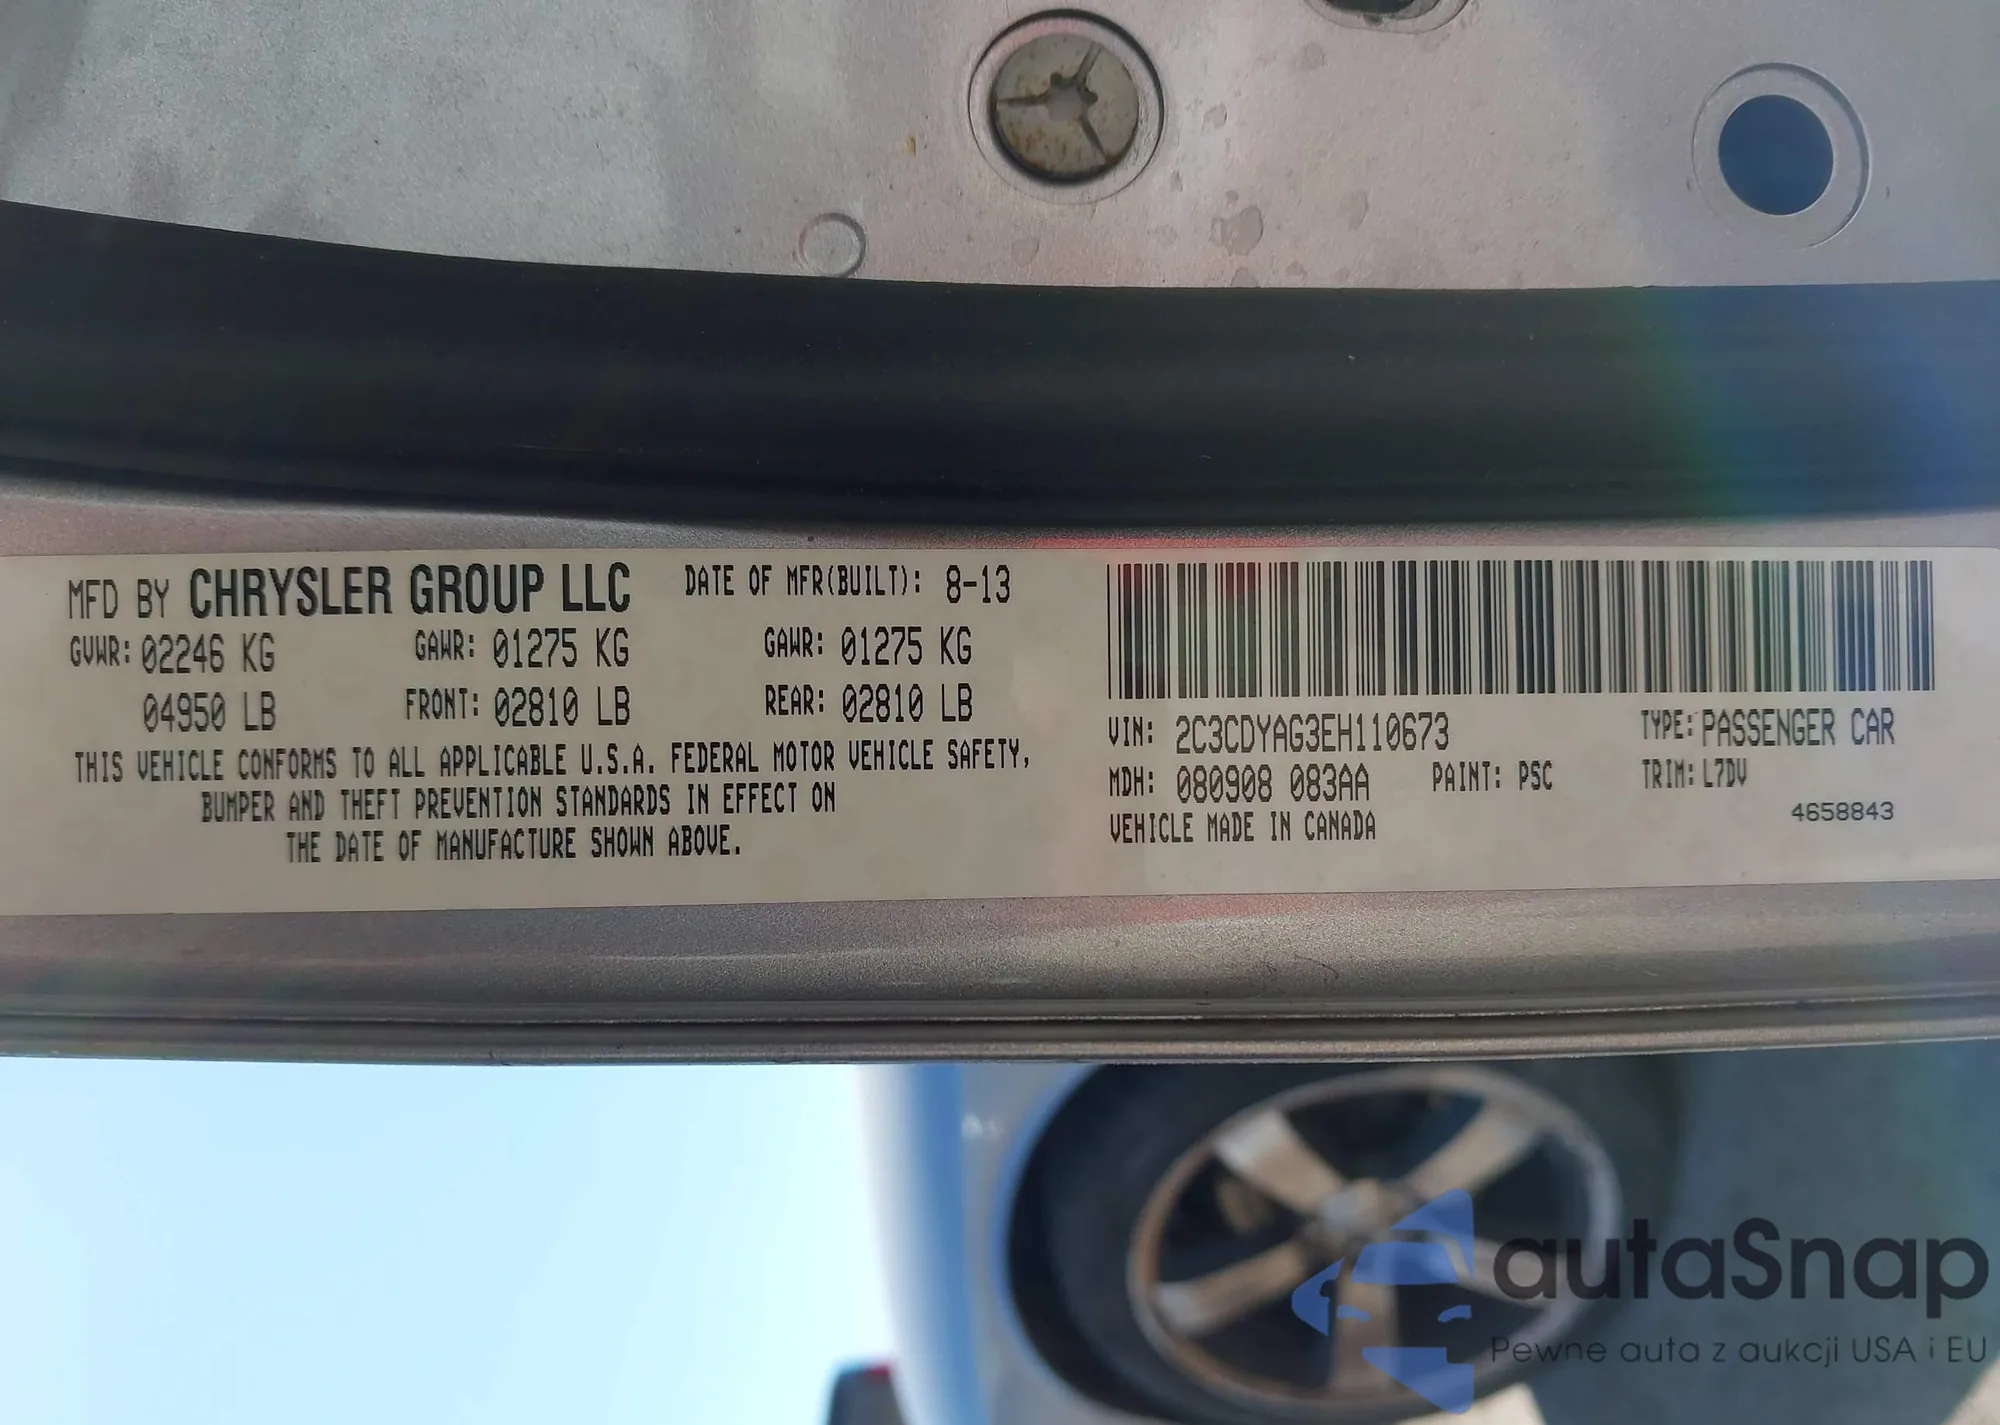 MFD BY CHRYSLER GROUP LLC DATE OF MFR(BUILT): 8-13
GVWR: 02246 KG GAWR: 01275 KG GAWR: 01275 KG
04950 LB FRONT: 02810 LB REAR: 02810 LB
THIS VEHICLE CONFORMS TO ALL APPLICABLE U.S.A. FEDERAL MOTOR VEHICLE SAFETY,
BUMPER AND THEFT PREVENTION STANDARDS IN EFFECT ON
THE DATE OF MANUFACTURE SHOWN ABOVE.
VIN: 2C3CDYAG3EH110673 TYPE: PASSENGER CAR
MDH: 080908 083AA PAINT: PSC TRIM: L7DV
VEHICLE MADE IN CANADA 4658843
autaSnap
Pewne auta z aukcji USA i EU